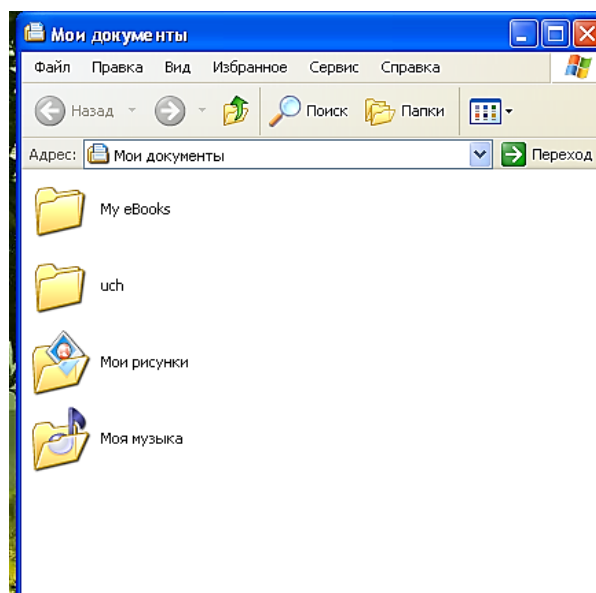 Мои документы
Файл Правка Вид Избранное Сервис Справка
Назад Поиск Папки
Адрес: Мои документы Переход
My eBooks
uch
Мои рисунки
Моя музыка